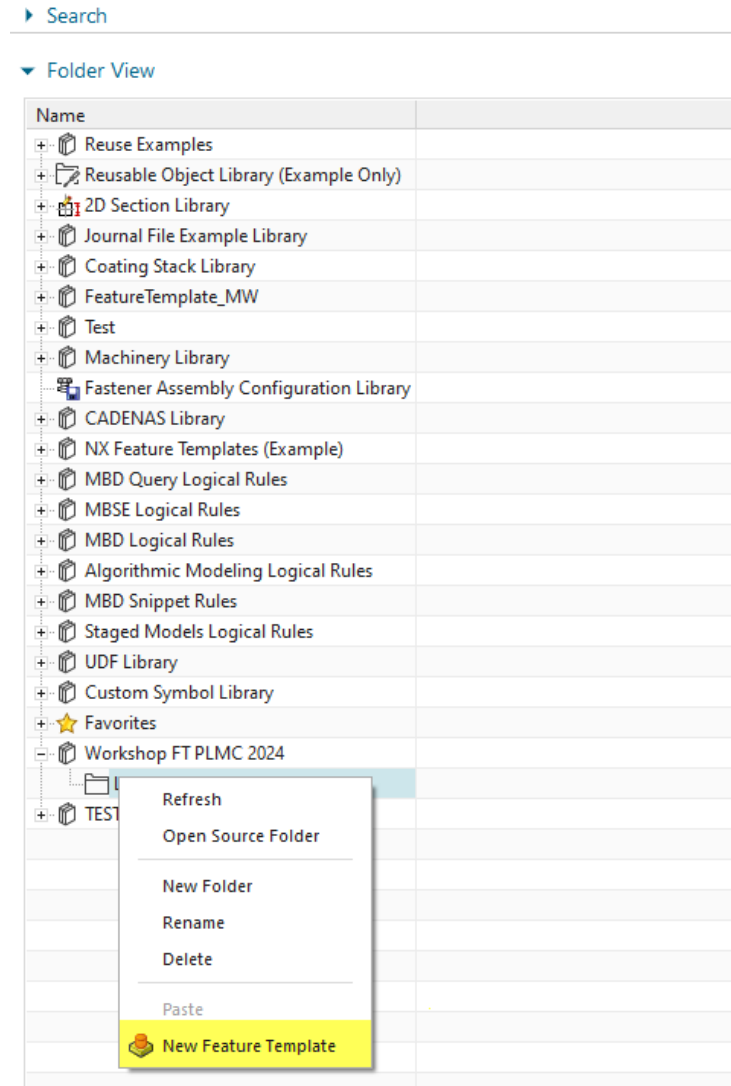 Search
Folder View
Name
Reuse Examples
Reusable Object Library (Example Only)
2D Section Library
Journal File Example Library
Coating Stack Library
FeatureTemplate_MW
Test
Machinery Library
Fastener Assembly Configuration Library
CADENAS Library
NX Feature Templates (Example)
MBD Query Logical Rules
MBSE Logical Rules
MBD Logical Rules
Algorithmic Modeling Logical Rules
MBD Snippet Rules
Staged Models Logical Rules
UDF Library
Custom Symbol Library
Favorites
Workshop FT PLMC 2024
TEST
Refresh
Open Source Folder
New Folder
Rename
Delete
Paste
New Feature Template